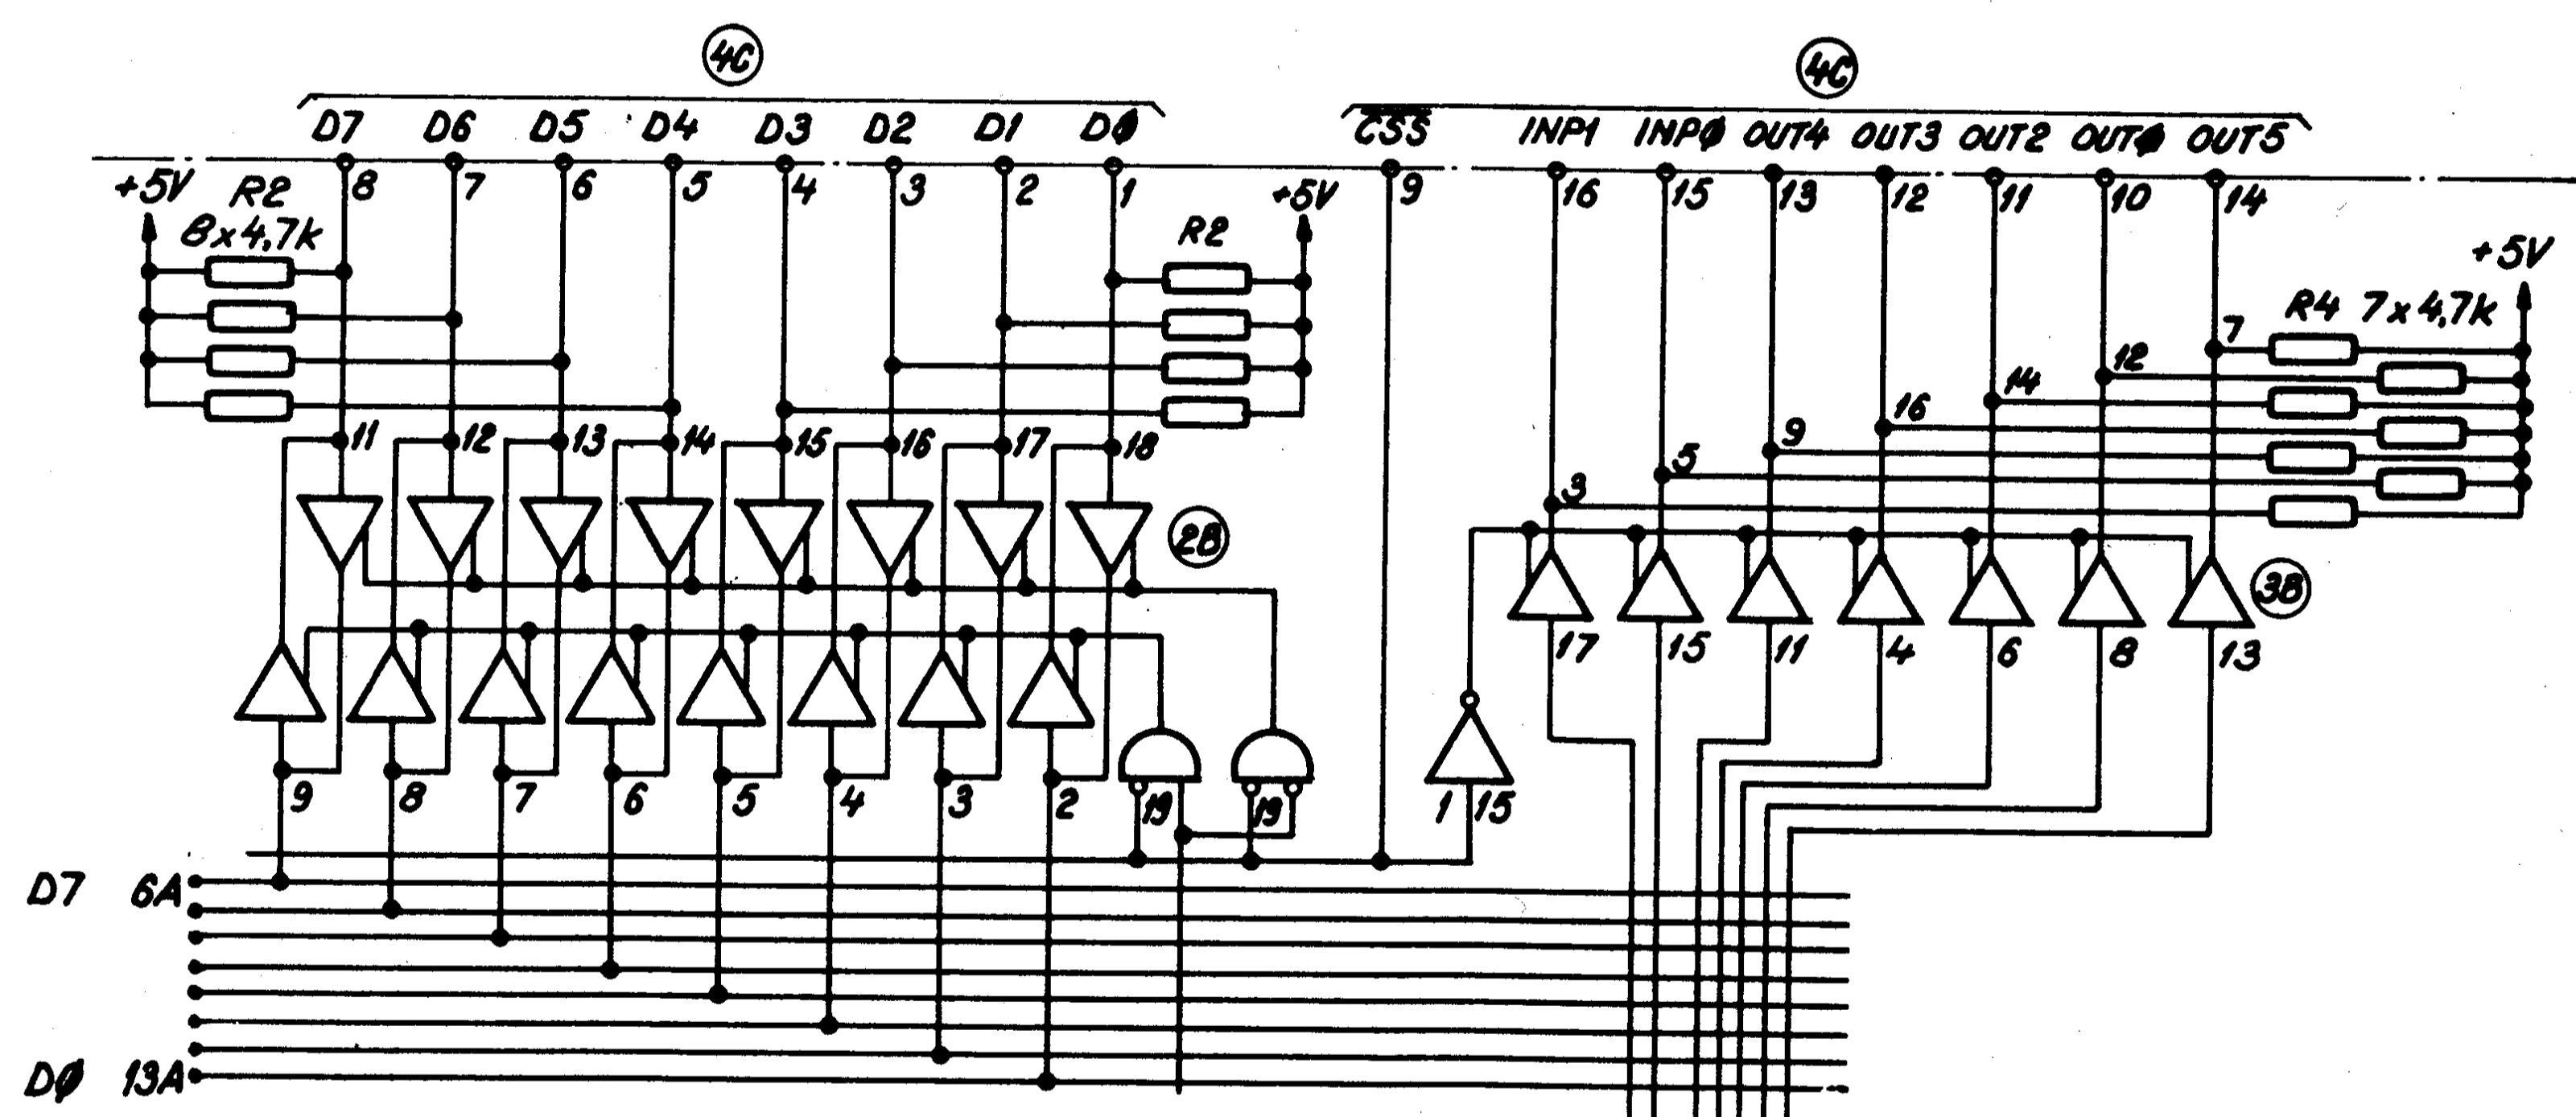 4C 4C
D7 D6 D5 D4 D3 D2 D1 DØ C̅S̅S̅ INP1 INPØ OUT4 OUT3 OUT2 OUTØ OUT5
8 7 6 5 4 3 2 1 9 16 15 13 12 11 10 14
+5V R2 +5V
8x4,7k R2 +5V
R4 7x4,7k
7
12
14
16
9
5
3
11 12 13 14 15 16 17 18
2B
3B
17 15 11 4 6 8 13
9 8 7 6 5 4 3 2 19 19 1 15
D7 6A
DØ 13A